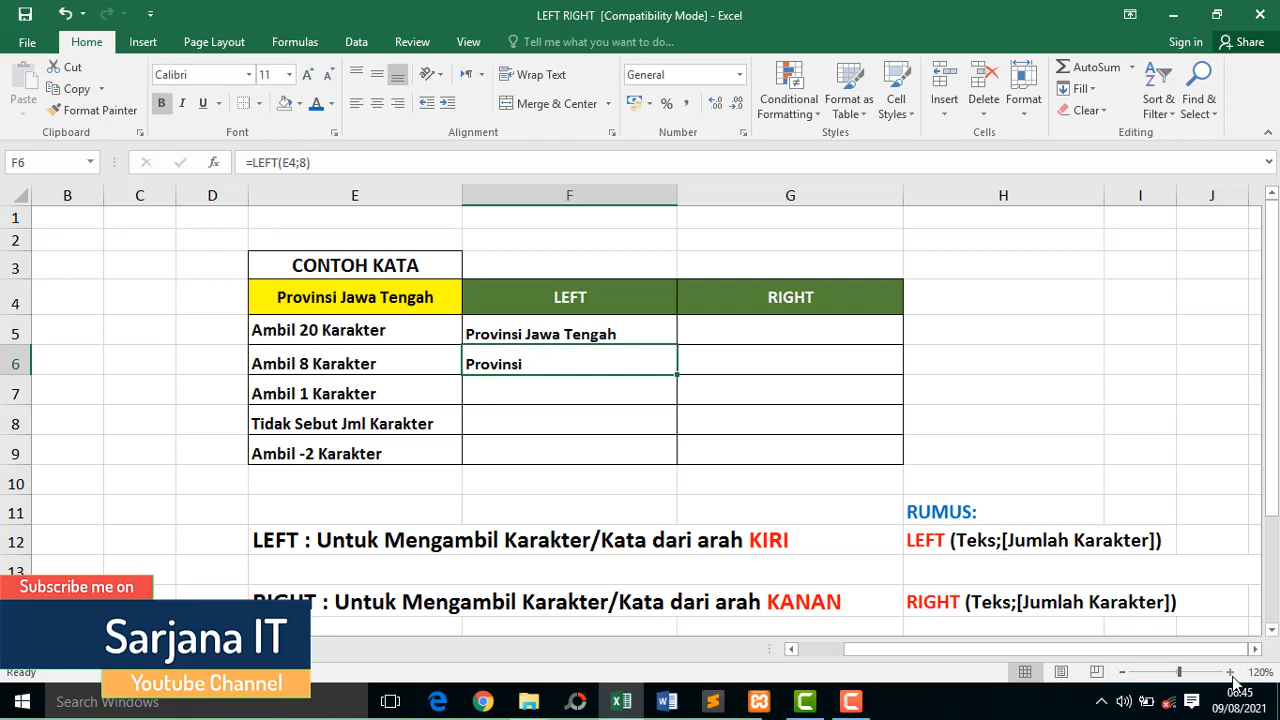 LEFT RIGHT [Compatibility Mode] - Excel
File Home Insert Page Layout Formulas Data Review View Tell me what you want to do... Sign in Share
Paste Cut Copy Format Painter
Calibri 11
B I U A
Wrap Text
Merge & Center
General
%
Conditional Formatting Format as Table Cell Styles
Insert Delete Format
AutoSum Fill Clear
Sort & Filter Find & Select
Clipboard Font Alignment Number Styles Cells Editing
F6 fx =LEFT(E4;8)
B C D E F G H I J
1
2
3 CONTOH KATA
4 Provinsi Jawa Tengah LEFT RIGHT
5 Ambil 20 Karakter Provinsi Jawa Tengah
6 Ambil 8 Karakter Provinsi
7 Ambil 1 Karakter
8 Tidak Sebut Jml Karakter
9 Ambil -2 Karakter
10
11 RUMUS:
12 LEFT : Untuk Mengambil Karakter/Kata dari arah KIRI LEFT (Teks;[Jumlah Karakter])
13
RIGHT : Untuk Mengambil Karakter/Kata dari arah KANAN RIGHT (Teks;[Jumlah Karakter])
Subscribe me on
Sarjana IT
Youtube Channel
Ready 120%
Search Windows
06:45
09/08/2021